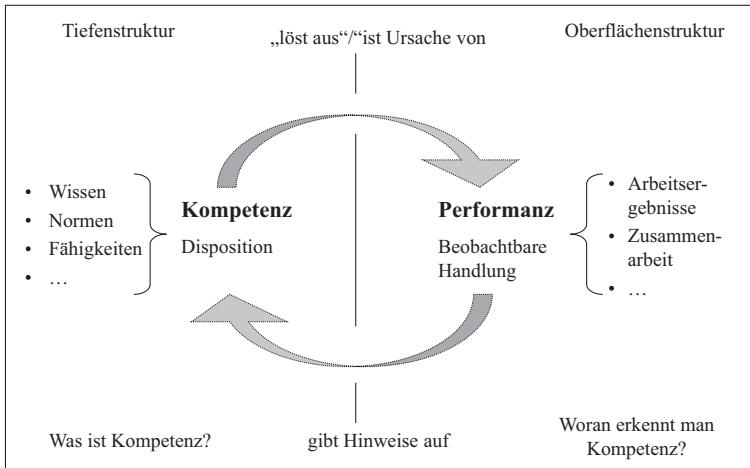 Tiefenstruktur
„löst aus“/“ist Ursache von
Oberflächenstruktur
• Wissen
• Normen
• Fähigkeiten
• …
Kompetenz
Disposition
Performanz
Beobachtbare
Handlung
• Arbeitser-
gebnisse
• Zusammen-
arbeit
• …
Was ist Kompetenz?
gibt Hinweise auf
Woran erkennt man
Kompetenz?